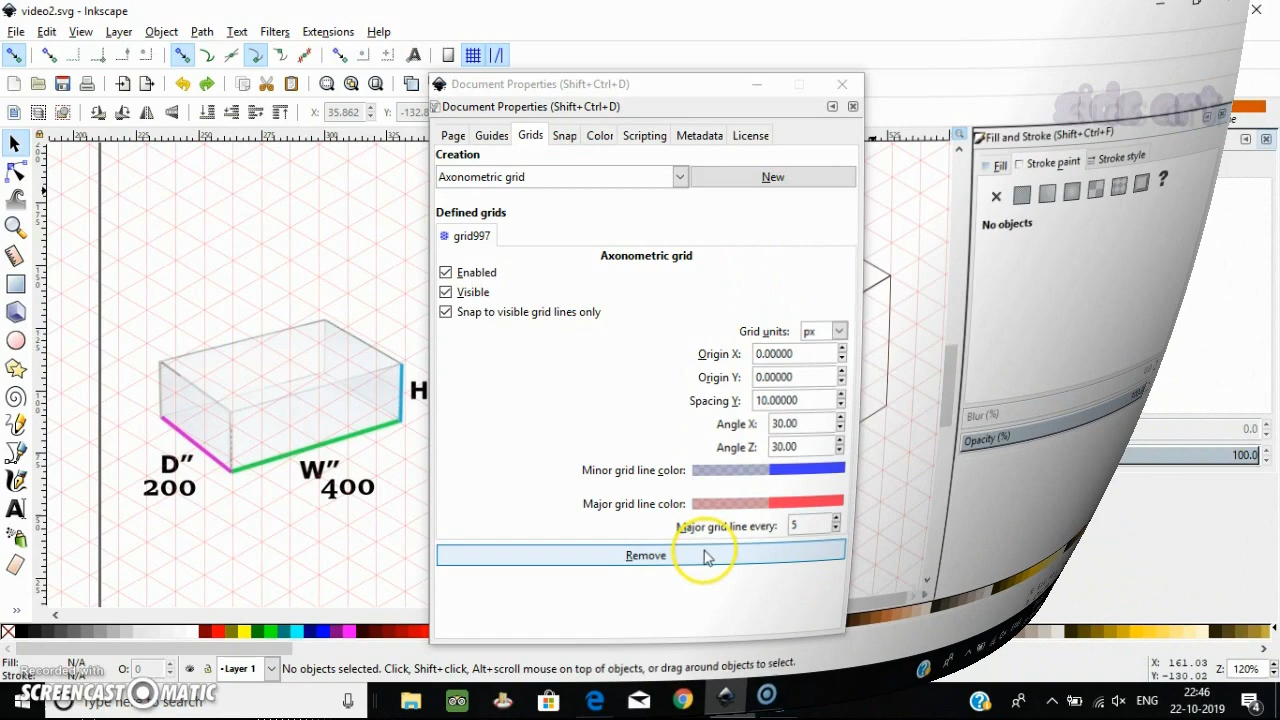 video2.svg - Inkscape
File Edit View Layer Object Path Text Filters Extensions Help
X: 35.862 Y: -132.8
Document Properties (Shift+Ctrl+D)
Document Properties (Shift+Ctrl+D)
Page Guides Grids Snap Color Scripting Metadata License
Creation
Axonometric grid New
Defined grids
grid997
Axonometric grid
Enabled
Visible
Snap to visible grid lines only
Grid units: px
Origin X: 0.00000
Origin Y: 0.00000
Spacing Y: 10.00000
Angle X: 30.00
Angle Z: 30.00
Minor grid line color:
Major grid line color:
Major grid line every: 5
Remove
Fill and Stroke (Shift+Ctrl+F)
Fill Stroke paint Stroke style
?
No objects
Blur (%)
0.0
Opacity (%)
100.0
H
D”
200
W”
400
Fill: N/A
Stroke: N/A
O: 0
Layer 1
No objects selected. Click, Shift+click, Alt+scroll mouse on top of objects, or drag around objects to select.
X: 161.03
Y: -130.02
Z: 120%
Recorded with
SCREENCAST MATIC
here to search
ENG
22:46
22-10-2019
4